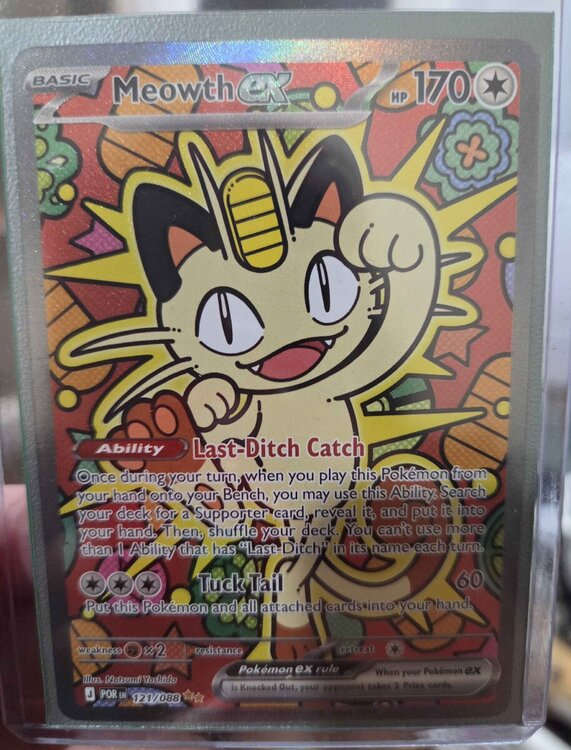 BASIC Meowth ex HP 170
Ability Last-Ditch Catch
Once during your turn, when you play this Pokémon from
your hand onto your Bench, you may use this Ability. Search
your deck for a Supporter card, reveal it, and put it into
your hand. Then, shuffle your deck. You can't use more
than 1 Ability that has "Last-Ditch" in its name each turn.
Tuck Tail 60
Put this Pokémon and all attached cards into your hand.
weakness ×2 resistance retreat
Illus. Natsumi Yoshida
Pokémon ex rule When your Pokémon ex
is Knocked Out, your opponent takes 2 Prize cards.
J POR EN 121/088